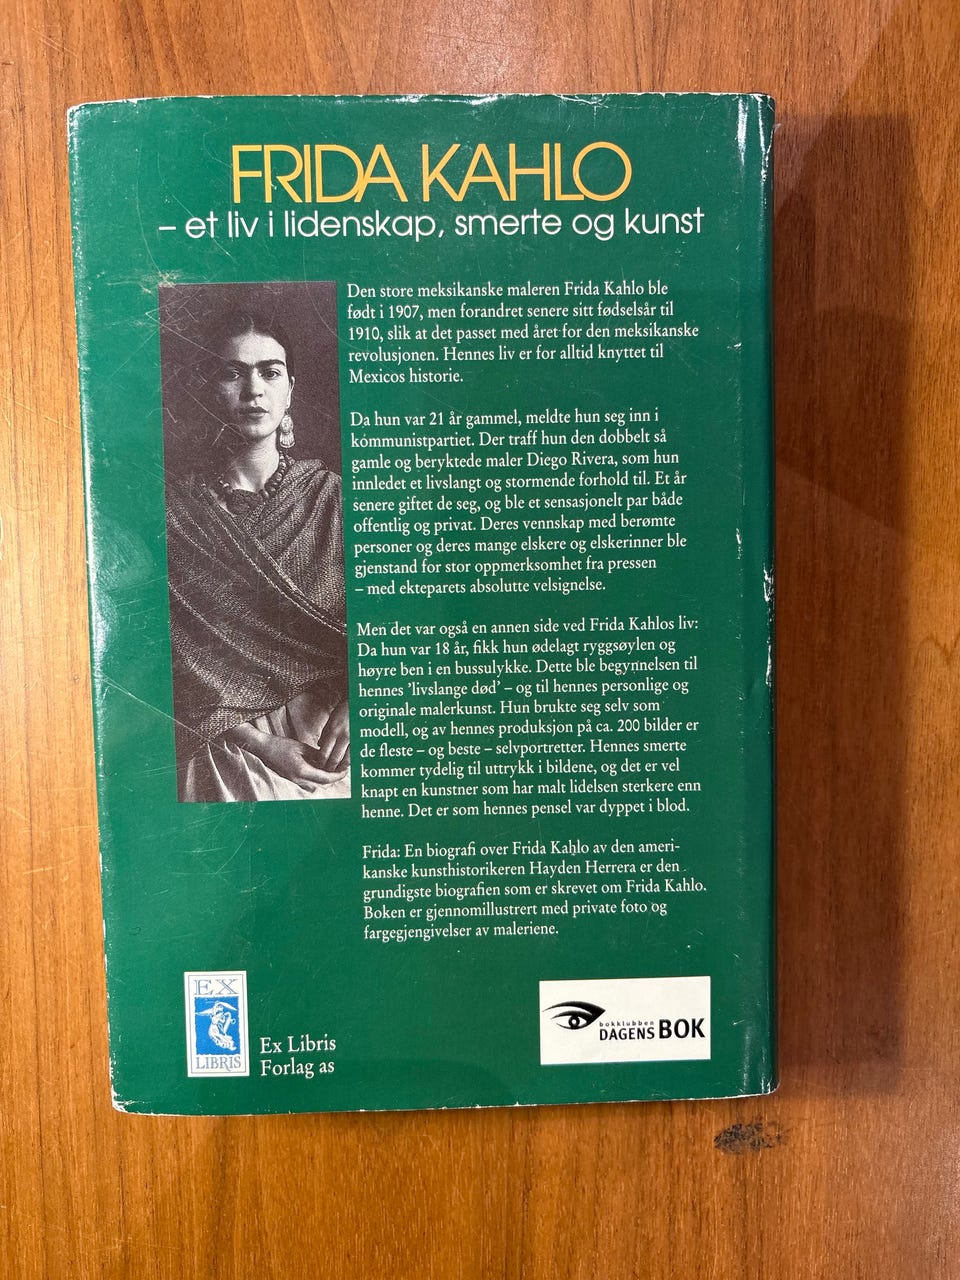 FRIDA KAHLO
– et liv i lidenskap, smerte og kunst
Den store meksikanske maleren Frida Kahlo ble
født i 1907, men forandret senere sitt fødselsår til
1910, slik at det passet med året for den meksikanske
revolusjonen. Hennes liv er for alltid knyttet til
Mexicos historie.
Da hun var 21 år gammel, meldte hun seg inn i
kommunistpartiet. Der traff hun den dobbelt så
gamle og beryktede maler Diego Rivera, som hun
innledet et livslangt og stormende forhold til. Et år
senere giftet de seg, og ble et sensasjonelt par både
offentlig og privat. Deres vennskap med berømte
personer og deres mange elskere og elskerinner ble
gjenstand for stor oppmerksomhet fra pressen
– med ekteparets absolutte velsignelse.
Men det var også en annen side ved Frida Kahlos liv:
Da hun var 18 år, fikk hun ødelagt ryggsøylen og
høyre ben i en bussulykke. Dette ble begynnelsen til
hennes 'livslange død' – og til hennes personlige og
originale malerkunst. Hun brukte seg selv som
modell, og av hennes produksjon på ca. 200 bilder er
de fleste – og beste – selvportretter. Hennes smerte
kommer tydelig til uttrykk i bildene, og det er vel
knapt en kunstner som har malt lidelsen sterkere enn
henne. Det er som hennes pensel var dyppet i blod.
Frida: En biografi over Frida Kahlo av den ameri-
kanske kunsthistorikeren Hayden Herrera er den
grundigste biografien som er skrevet om Frida Kahlo.
Boken er gjennomillustrert med private foto og
fargegjengivelser av maleriene.
EX
LIBRIS
Ex Libris
Forlag as
bokklubben
DAGENS BOK